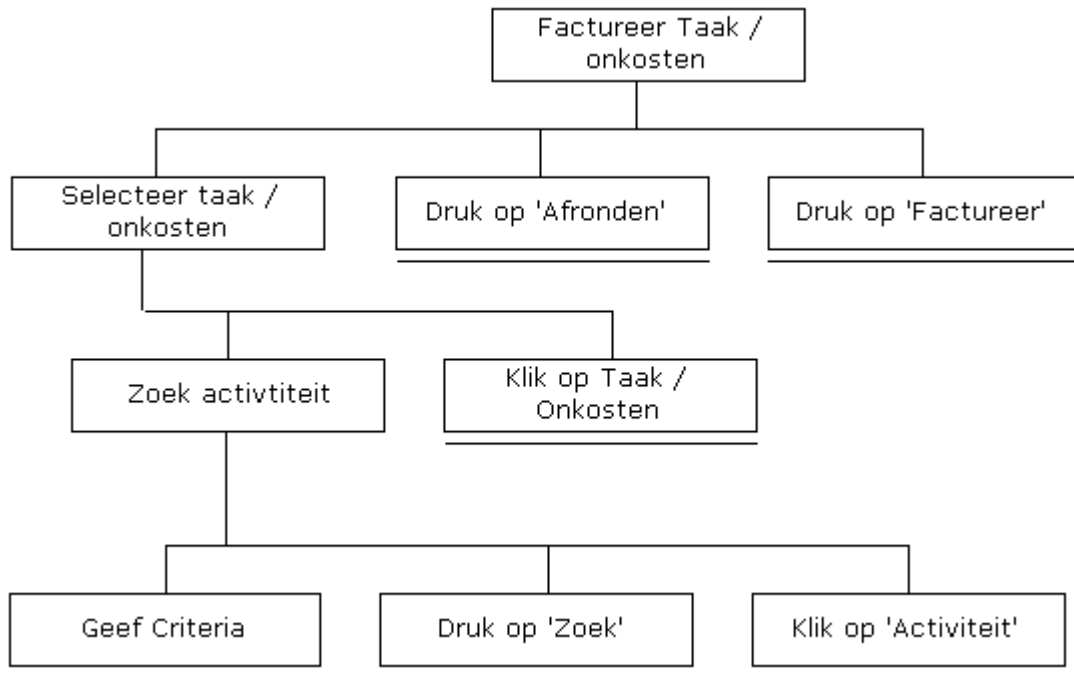 Factureer Taak /
onkosten
Selecteer taak /
onkosten
Druk op 'Afronden'
Druk op 'Factureer'
Zoek activtiteit
Klik op Taak /
Onkosten
Geef Criteria
Druk op 'Zoek'
Klik op 'Activiteit'